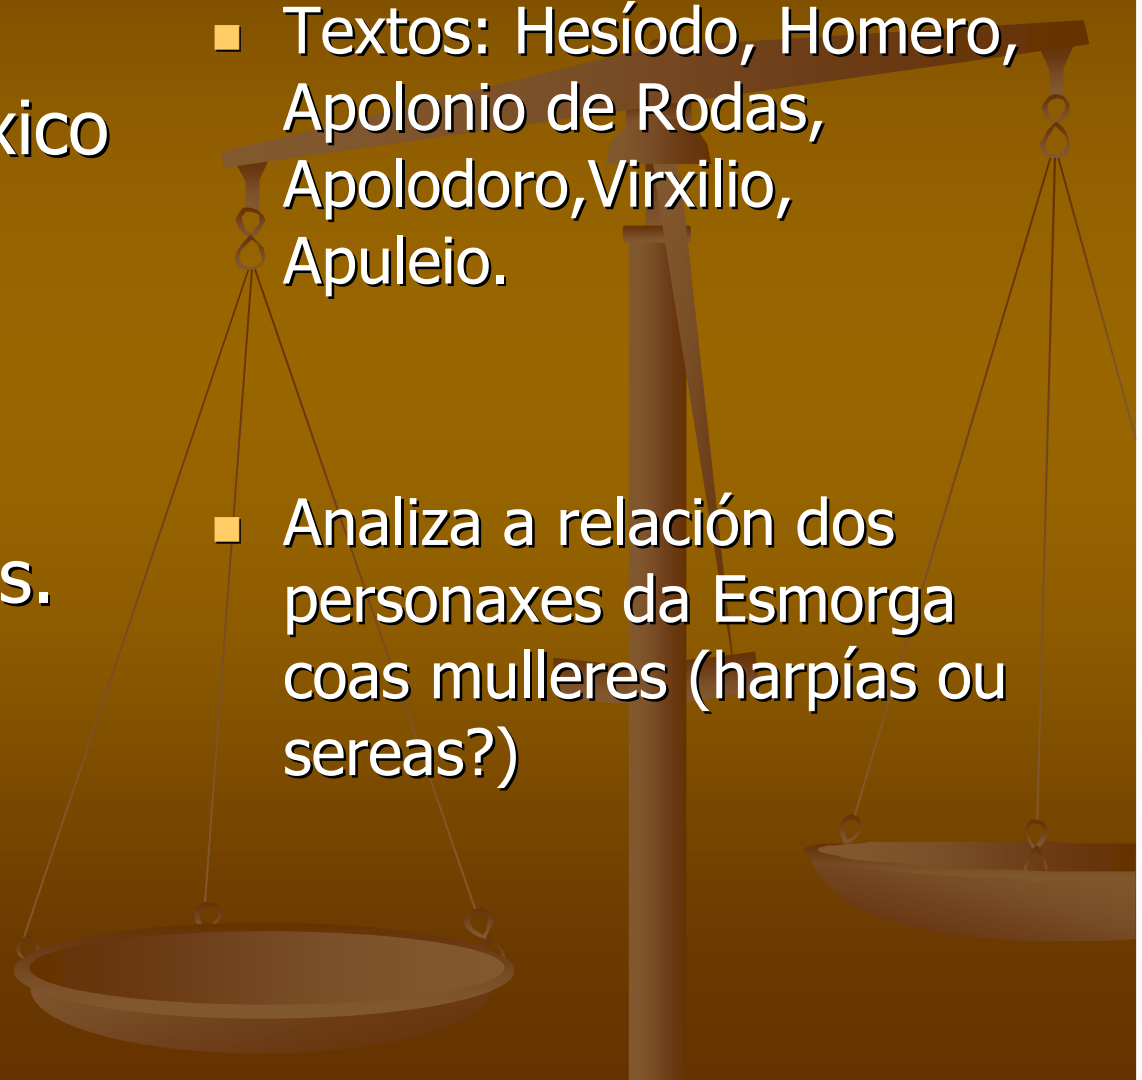 Textos: Hesíodo, Homero,
Apolonio de Rodas,
Apolodoro,Virxilio,
Apuleio.
Analiza a relación dos
personaxes da Esmorga
coas mulleres (harpías ou
sereas?)